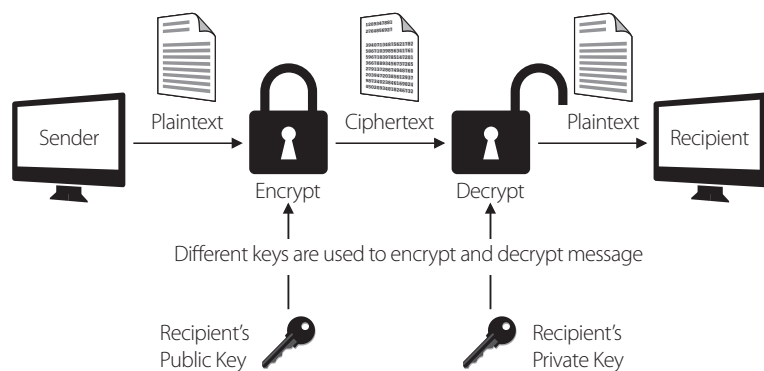 Sender
Plaintext
Ciphertext
Plaintext
Recipient
Encrypt
Decrypt
Different keys are used to encrypt and decrypt message
Recipient's
Public Key
Recipient's
Private Key